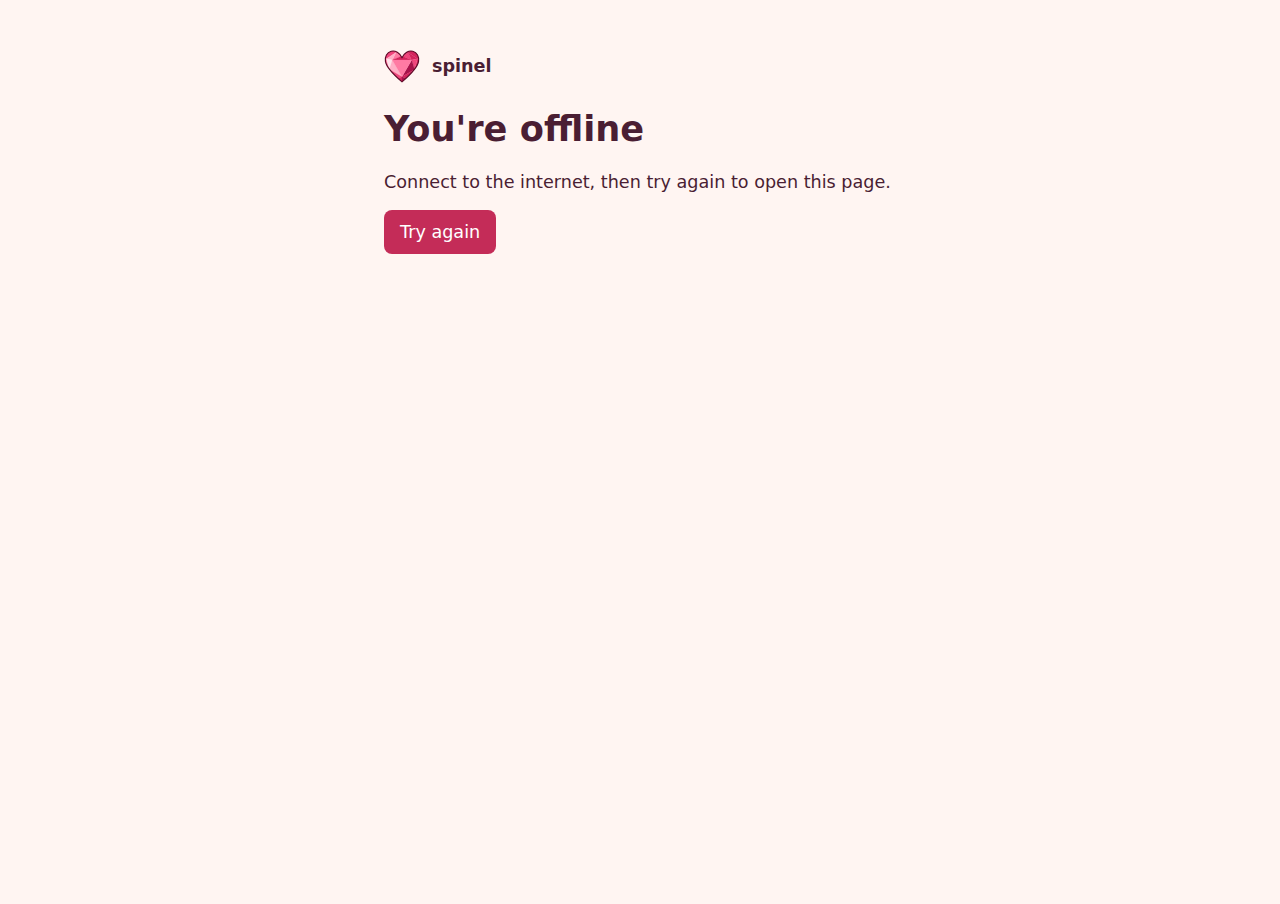 spinel
You're offline
Connect to the internet, then try again to open this page.
Try again